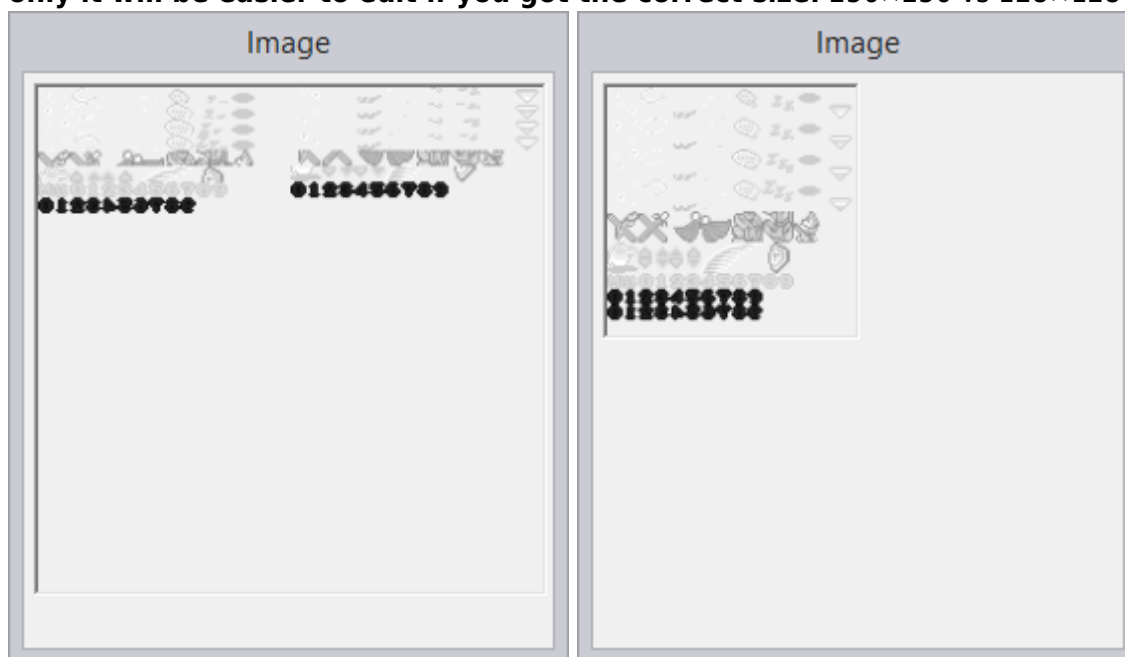 only it will be easier to edit if you got the correct size. 256×256 vs 128×128
Image
Image
0123456789
0123456789